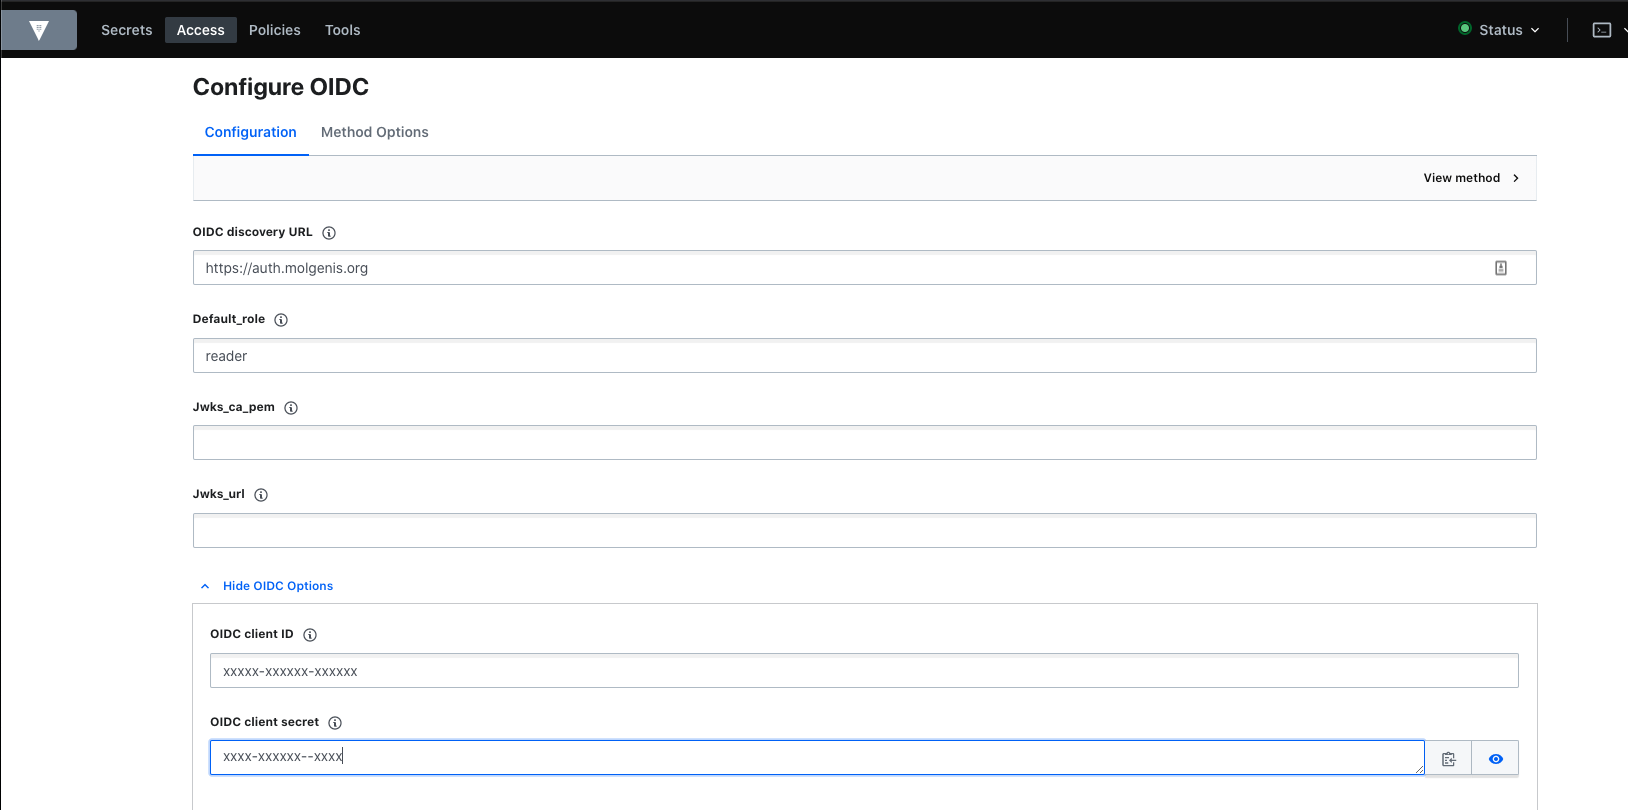 Secrets Access Policies Tools Status
Configure OIDC
Configuration Method Options
View method
OIDC discovery URL
https://auth.molgenis.org
Default_role
reader
Jwks_ca_pem
Jwks_url
Hide OIDC Options
OIDC client ID
xxxxx-xxxxxx-xxxxxx
OIDC client secret
xxxx-xxxxxx--xxxx